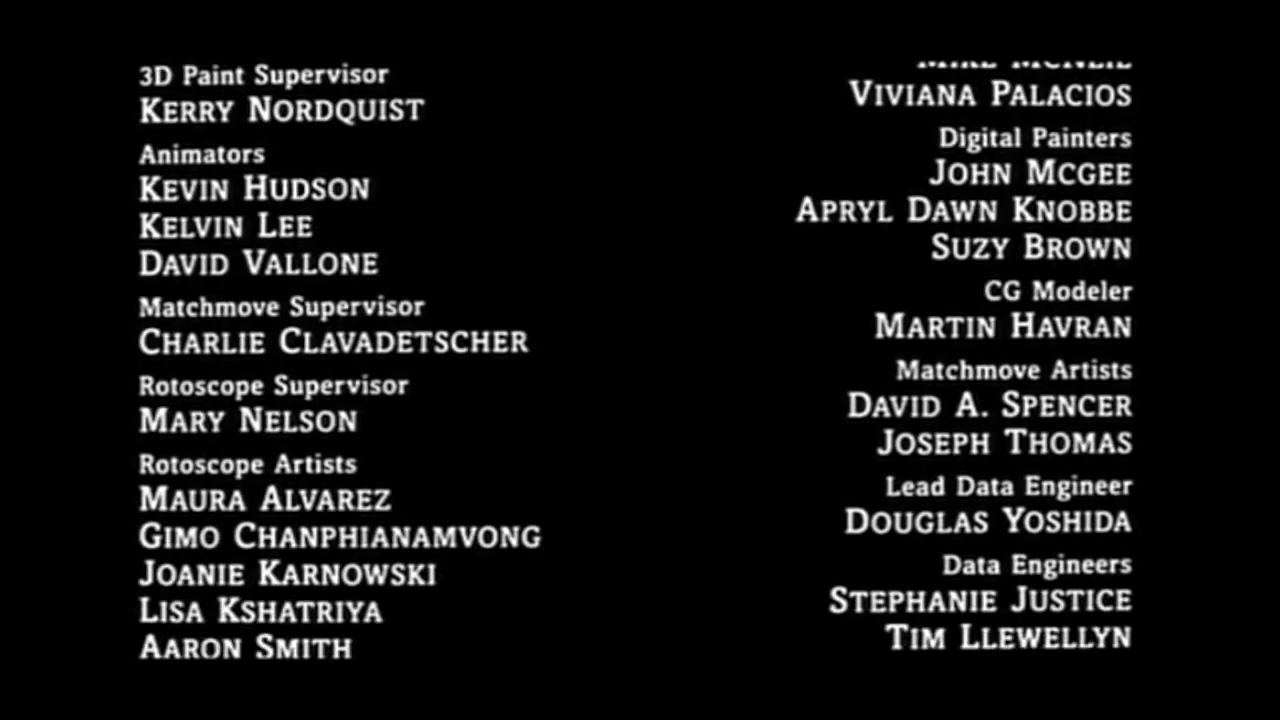 3D Paint Supervisor
KERRY NORDQUIST
Animators
KEVIN HUDSON
KELVIN LEE
DAVID VALLONE
Matchmove Supervisor
CHARLIE CLAVADETSCHER
Rotoscope Supervisor
MARY NELSON
Rotoscope Artists
MAURA ALVAREZ
GIMO CHANPHIANAMVONG
JOANIE KARNOWSKI
LISA KSHATRIYA
AARON SMITH
VIVIANA PALACIOS
Digital Painters
JOHN MCGEE
APRYL DAWN KNOBBE
SUZY BROWN
CG Modeler
MARTIN HAVRAN
Matchmove Artists
DAVID A. SPENCER
JOSEPH THOMAS
Lead Data Engineer
DOUGLAS YOSHIDA
Data Engineers
STEPHANIE JUSTICE
TIM LLEWELLYN